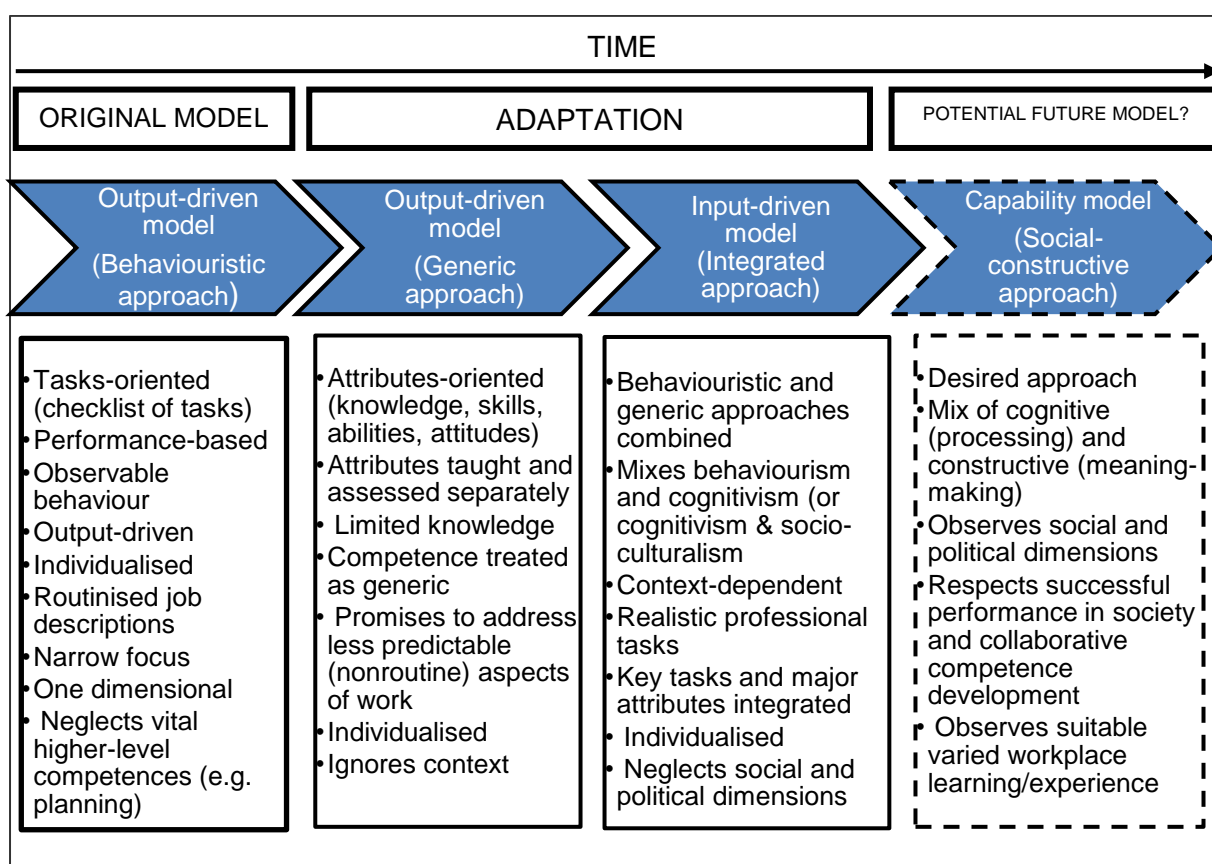 TIME
ORIGINAL MODEL
ADAPTATION
POTENTIAL FUTURE MODEL?
Output-driven
model
(Behaviouristic
approach)
Output-driven
model
(Generic
approach)
Input-driven
model
(Integrated
approach)
Capability model
(Social-
constructive
approach)
•Tasks-oriented
(checklist of tasks)
•Performance-based
•Observable
behaviour
•Output-driven
•Individualised
•Routinised job
descriptions
•Narrow focus
•One dimensional
• Neglects vital
higher-level
competences (e.g.
planning)
•Attributes-oriented
(knowledge, skills,
abilities, attitudes)
•Attributes taught and
assessed separately
• Limited knowledge
•Competence treated
as generic
• Promises to address
less predictable
(nonroutine) aspects
of work
•Individualised
•Ignores context
•Behaviouristic and
generic approaches
combined
•Mixes behaviourism
and cognitivism (or
cognitivism & socio-
culturalism
•Context-dependent
•Realistic professional
tasks
•Key tasks and major
attributes integrated
• Individualised
• Neglects social and
political dimensions
•Desired approach
•Mix of cognitive
(processing) and
constructive (meaning-
making)
•Observes social and
political dimensions
•Respects successful
performance in society
and collaborative
competence
development
• Observes suitable
varied workplace
learning/experience